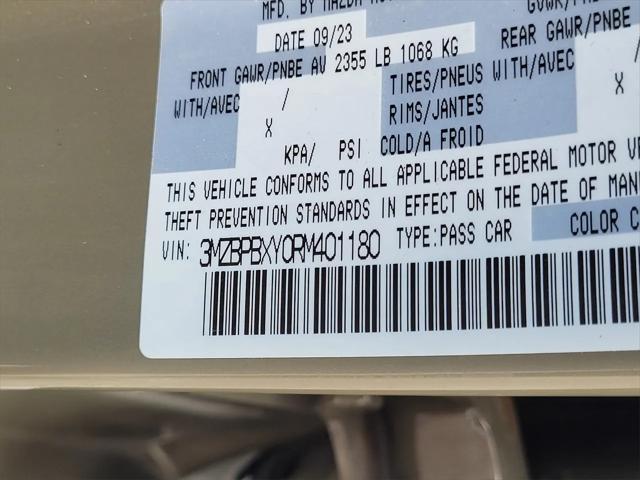 MFD. BY MAZDA
DATE 09/23
FRONT GAWR/PNBE AV 2355 LB 1068 KG
REAR GAWR/PNBE
WITH/AVEC / TIRES/PNEUS WITH/AVEC
X RIMS/JANTES X
KPA/ PSI COLD/A FROID
THIS VEHICLE CONFORMS TO ALL APPLICABLE FEDERAL MOTOR
THEFT PREVENTION STANDARDS IN EFFECT ON THE DATE OF
VIN: 3MZBPBXY0RM401180 TYPE:PASS CAR COLOR